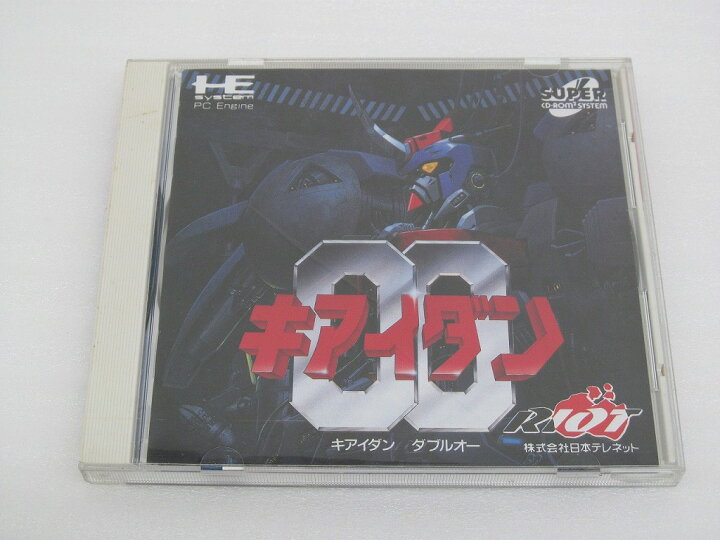 HE
system
PC Engine
SUPER
CD-ROM² SYSTEM
00
キアイダン
キアイダン ダブルオー
RIOT
株式会社日本テレネット